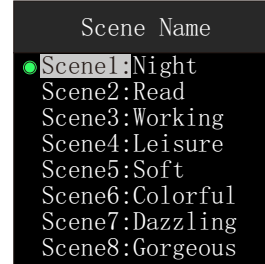 Scene Name
Scene1:Night
Scene2:Read
Scene3:Working
Scene4:Leisure
Scene5:Soft
Scene6:Colorful
Scene7:Dazzling
Scene8:Gorgeous